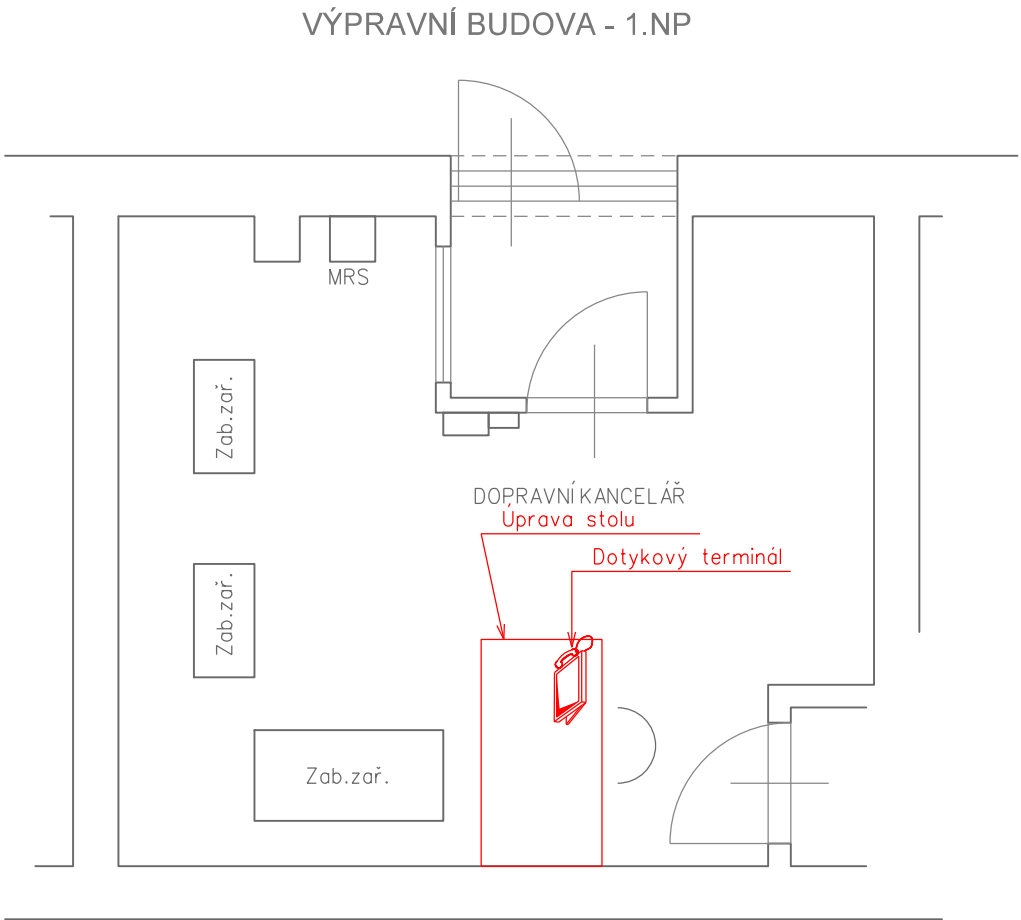 VÝPRAVNÍ BUDOVA - 1.NP
MRS
Zab.zař.
DOPRAVNÍ KANCELÁŘ
Úprava stolu
Dotykový terminál
Zab.zař.
Zab.zař.